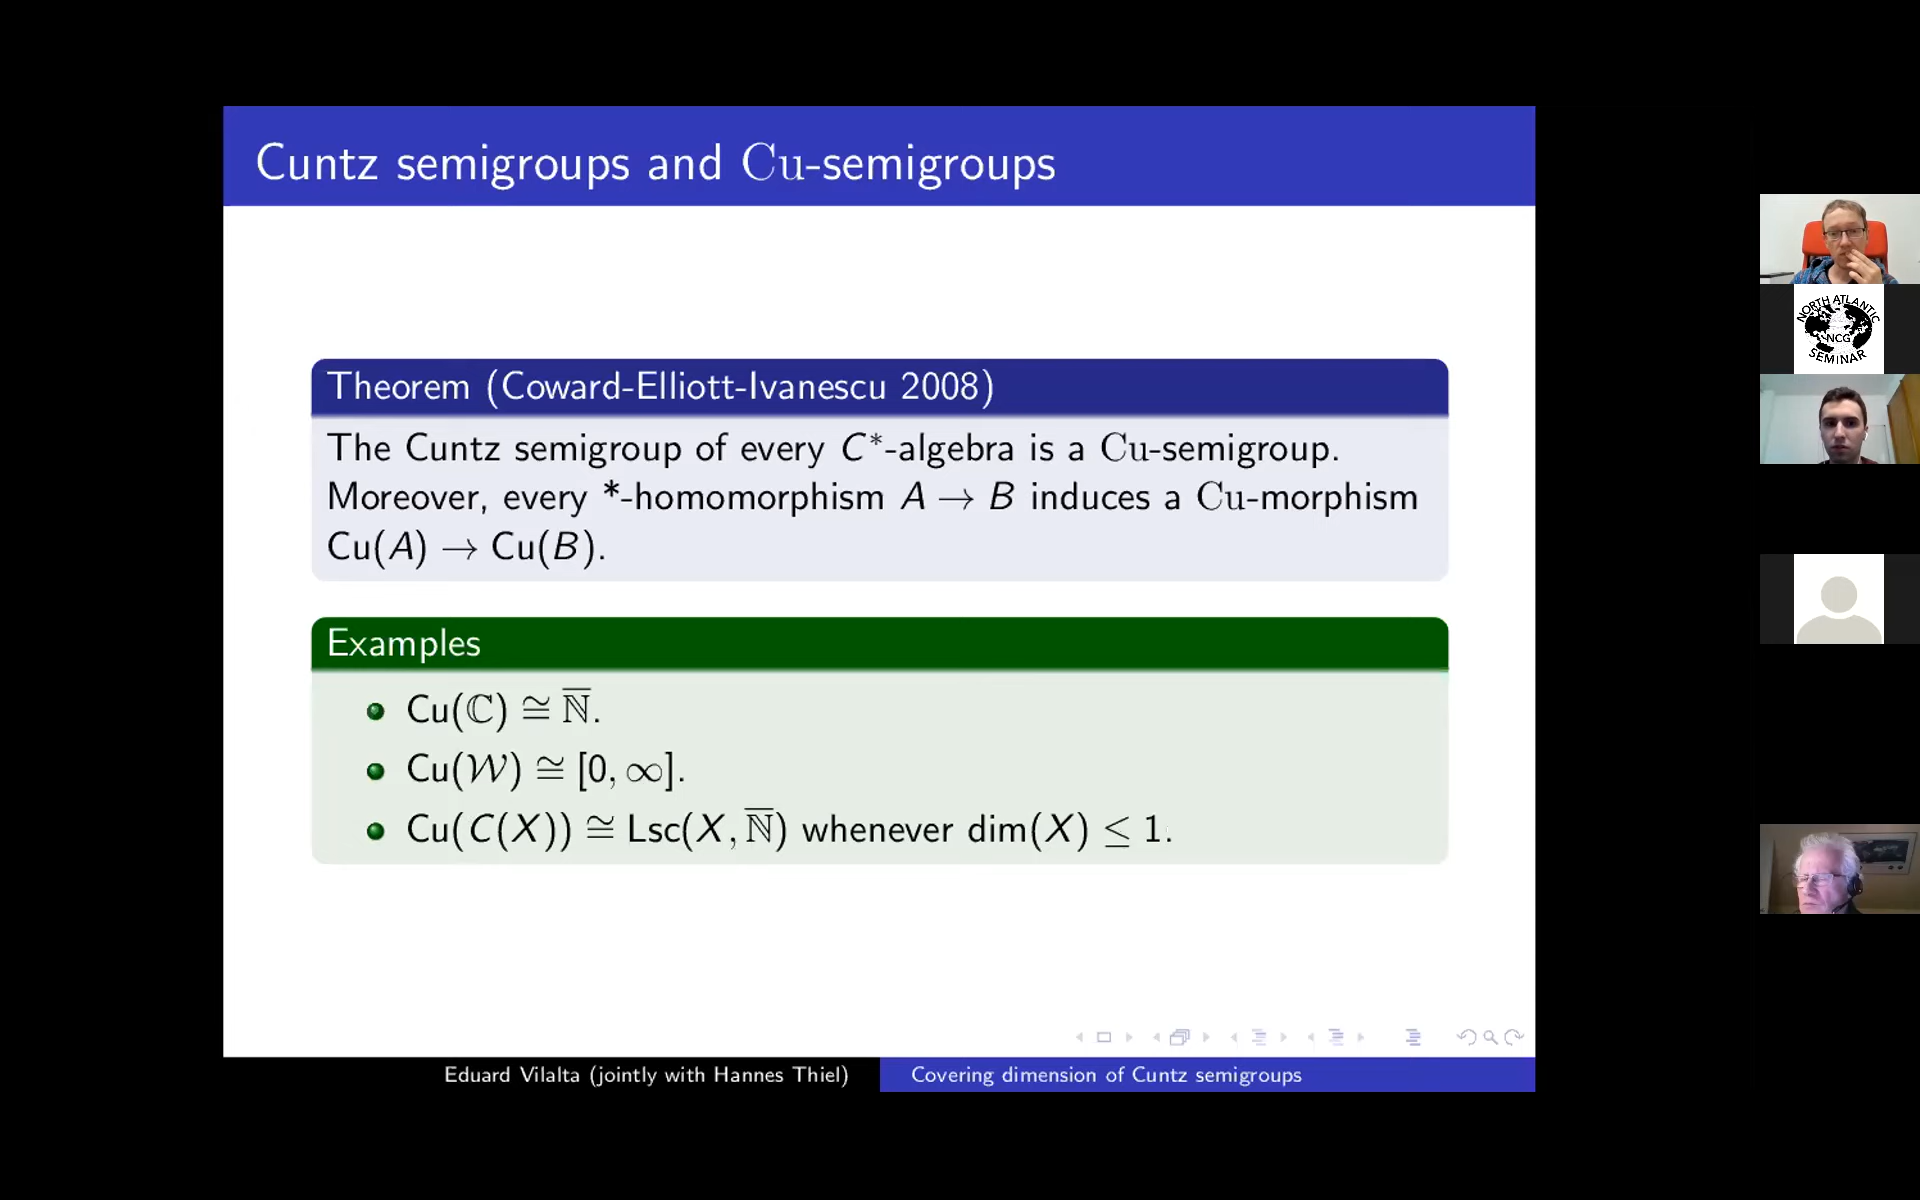 Cuntz semigroups and Cu-semigroups
Theorem (Coward-Elliott-Ivanescu 2008)
The Cuntz semigroup of every C*-algebra is a Cu-semigroup.
Moreover, every *-homomorphism A → B induces a Cu-morphism
Cu(A) → Cu(B).
Examples
Cu(ℂ) ≅ N̅.
Cu(𝒲) ≅ [0, ∞].
Cu(C(X)) ≅ Lsc(X, N̅) whenever dim(X) ≤ 1.
Eduard Vilalta (jointly with Hannes Thiel)
Covering dimension of Cuntz semigroups
NORTH ATLANTIC
NCG
SEMINAR